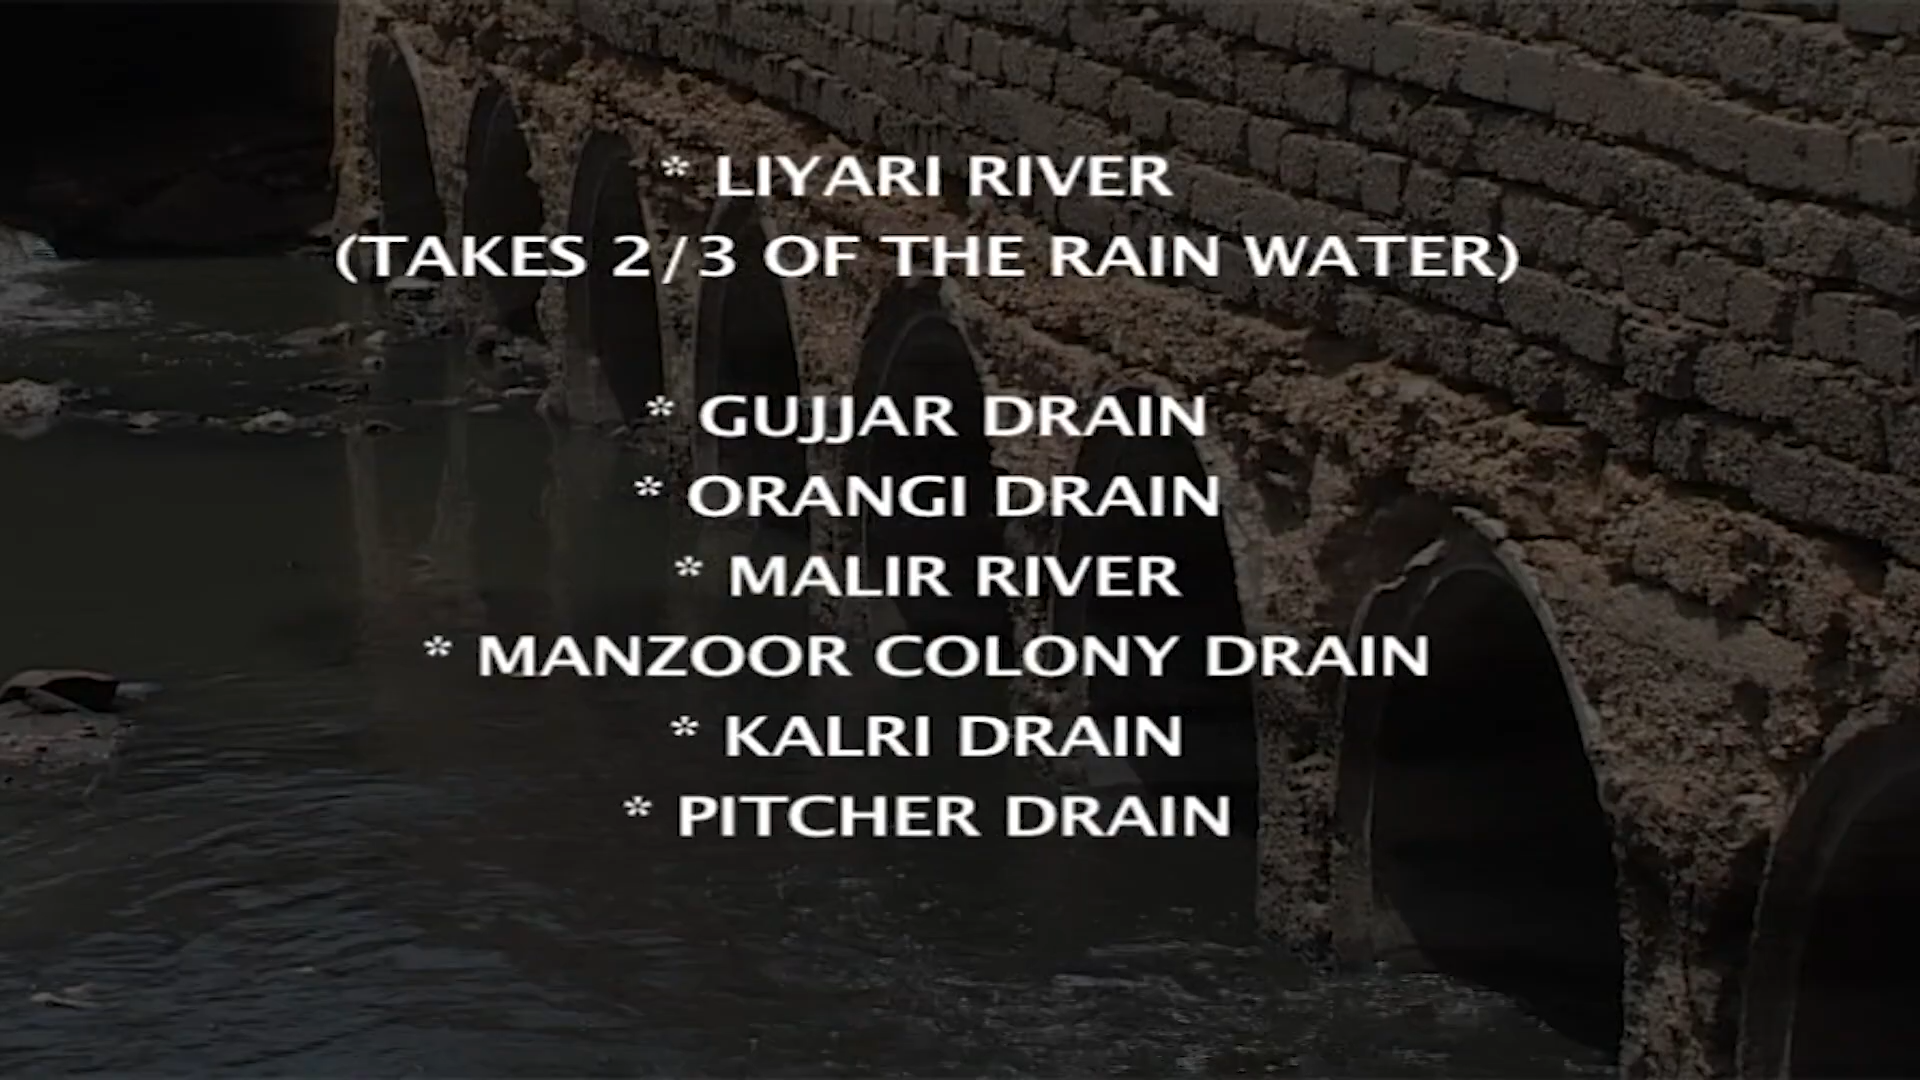 * LIYARI RIVER
(TAKES 2/3 OF THE RAIN WATER)
* GUJJAR DRAIN
* ORANGI DRAIN
* MALIR RIVER
* MANZOOR COLONY DRAIN
* KALRI DRAIN
* PITCHER DRAIN